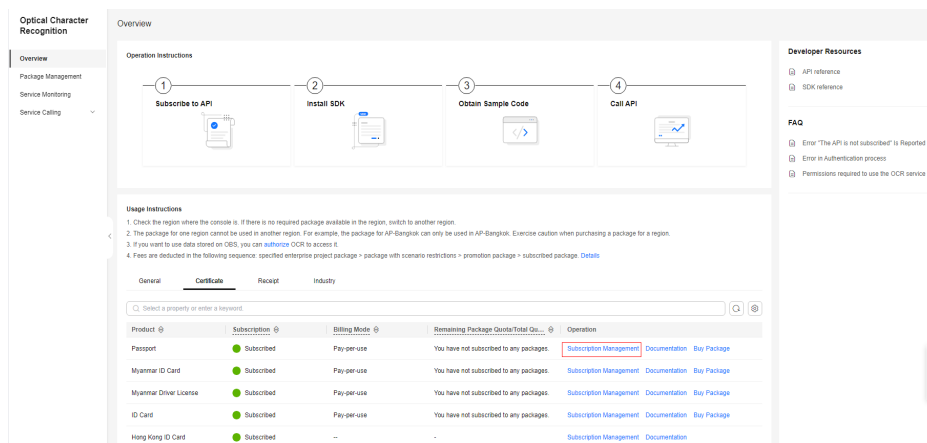 Optical Character
Recognition
Overview
Package Management
Service Monitoring
Service Calling
Overview
Operation Instructions
1
Subscribe to API
2
Install SDK
3
Obtain Sample Code
4
Call API
Developer Resources
API reference
SDK reference
FAQ
Error "The API is not subscribed" Is Reported
Error in Authentication process
Permissions required to use the OCR service
Usage Instructions
1. Check the region where the console is. If there is no required package available in the region, switch to another region.
2. The package for one region cannot be used in another region. For example, the package for AP-Bangkok can only be used in AP-Bangkok. Exercise caution when purchasing a package for a region.
3. If you want to use data stored on OBS, you can authorize OCR to access it.
4. Fees are deducted in the following sequence: specified enterprise project package > package with scenario restrictions > promotion package > subscribed package. Details
General Certificate Receipt Industry
Select a property or enter a keyword.
Product Subscription Billing Mode Remaining Package Quota/Total Qu... Operation
Passport Subscribed Pay-per-use You have not subscribed to any packages. Subscription Management Documentation Buy Package
Myanmar ID Card Subscribed Pay-per-use You have not subscribed to any packages. Subscription Management Documentation Buy Package
Myanmar Driver License Subscribed Pay-per-use You have not subscribed to any packages. Subscription Management Documentation Buy Package
ID Card Subscribed Pay-per-use You have not subscribed to any packages. Subscription Management Documentation Buy Package
Hong Kong ID Card Subscribed -- - Subscription Management Documentation